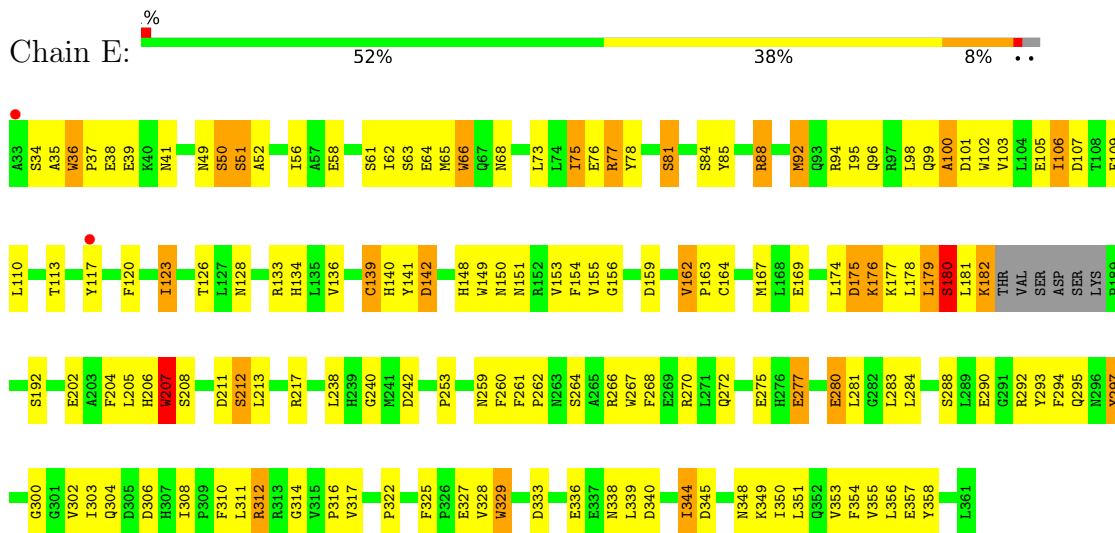 .%
Chain E:
52% 38% 8% • •
A33 S34 A35 W36 P37 E38 E39 K40 N41 N49 S50 S51 A52 I56 A57 E58 S61 I62 S63 E64 M65 W66 Q67 N68 L73 L74 I75 E76 R77 Y78 S81 S84 Y85 R88 M92 Q93 R94 I95 Q96 R97 L98 Q99 A100 D101 W102 V103 L104 E105 I106 D107 T108
L110 T113 Y117 F120 I123 T126 L127 N128 R133 H134 L135 V136 C139 H140 Y141 D142 H148 W149 N150 N151 R152 V153 F154 V155 G156 D159 V162 P163 C164 M167 L168 E169 L174 D175 K176 K177 L178 L179 S180 L181 K182 THR VAL SER ASP SER LYS
S192 E202 A203 F204 L205 H206 W207 S208 D211 S212 L213 R217 L238 H239 G240 M241 D242 P253 N259 F260 F261 P262 N263 S264 A265 R266 W267 F268 E269 R270 L271 Q272 E275 H276 E277 E280 L281 G282 L283 L284 S288 L289 E290 G291 R292 Y293 F294 Q295 N296
G300 G301 V302 I303 Q304 D305 D306 H307 I308 P309 F310 L311 R312 R313 G314 V315 P316 V317 P322 F325 P326 E327 V328 W329 D333 E336 E337 N338 L339 D340 I344 D345 N348 K349 I350 L351 Q352 V353 F354 V355 L356 E357 Y358 L361